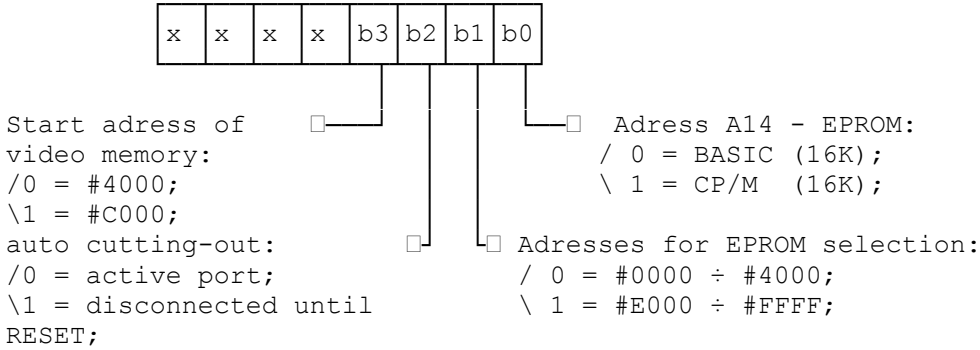 x x x x b3 b2 b1 b0
Start adress of
video memory:
/0 = #4000;
\1 = #C000;
Adress A14 - EPROM:
/ 0 = BASIC (16K);
\ 1 = CP/M (16K);
auto cutting-out:
/0 = active port;
\1 = disconnected until
RESET;
Adresses for EPROM selection:
/ 0 = #0000 ÷ #4000;
\ 1 = #E000 ÷ #FFFF;